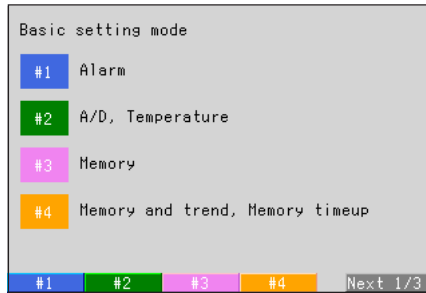 Basic setting mode
#1 Alarm
#2 A/D, Temperature
#3 Memory
#4 Memory and trend, Memory timeup
#1 #2 #3 #4 Next 1/3